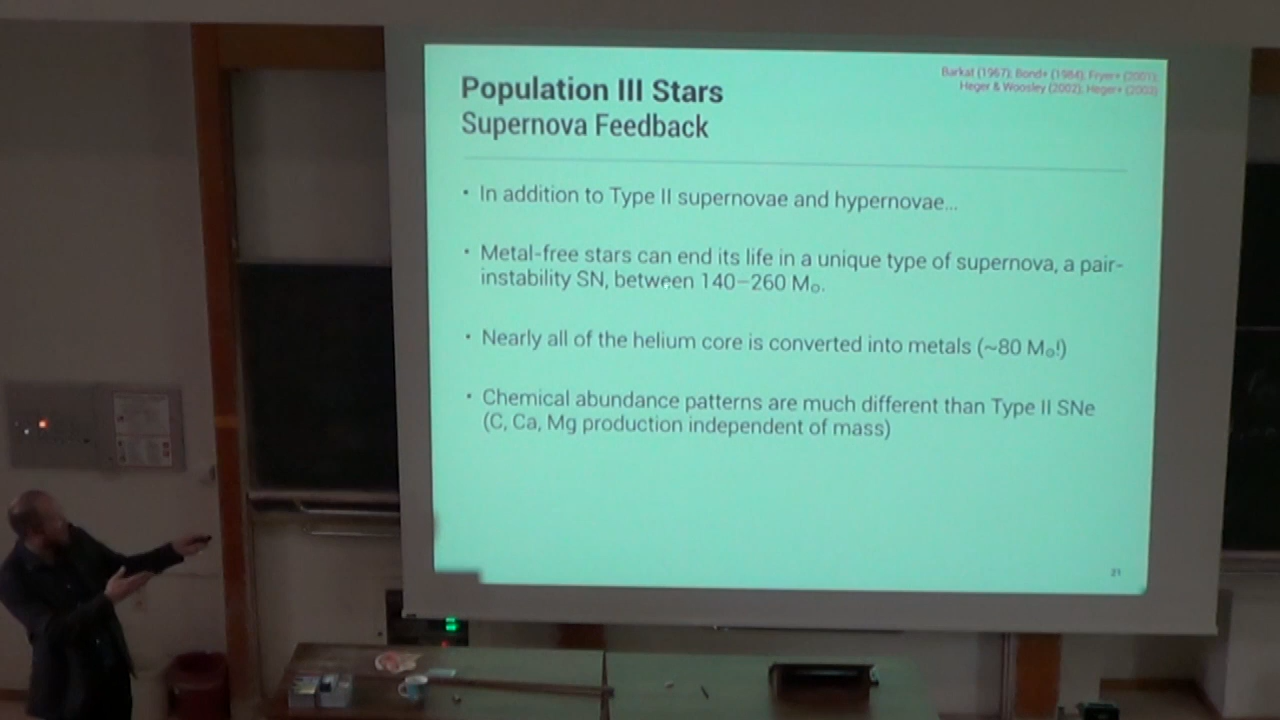 Population III Stars
Supernova Feedback
Barkat (1967); Bond+ (1984); Fryer+ (2001);
Heger & Woosley (2002); Heger+ (2003)
• In addition to Type II supernovae and hypernovae...
• Metal-free stars can end its life in a unique type of supernova, a pair-
instability SN, between 140–260 M⊙.
• Nearly all of the helium core is converted into metals (~80 M⊙!)
• Chemical abundance patterns are much different than Type II SNe
(C, Ca, Mg production independent of mass)
21